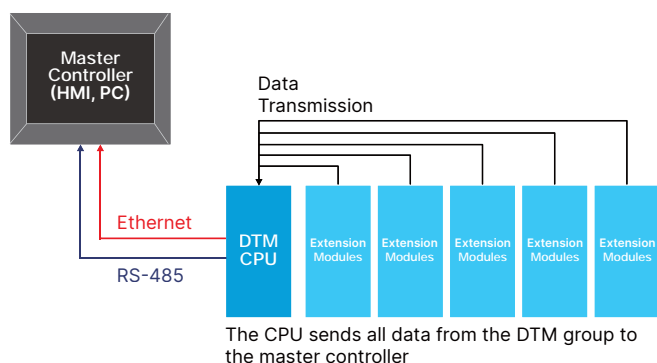 Master
Controller
(HMI, PC)
Data
Transmission
Ethernet
RS-485
DTM
CPU
Extension
Modules
Extension
Modules
Extension
Modules
Extension
Modules
Extension
Modules
The CPU sends all data from the DTM group to
the master controller